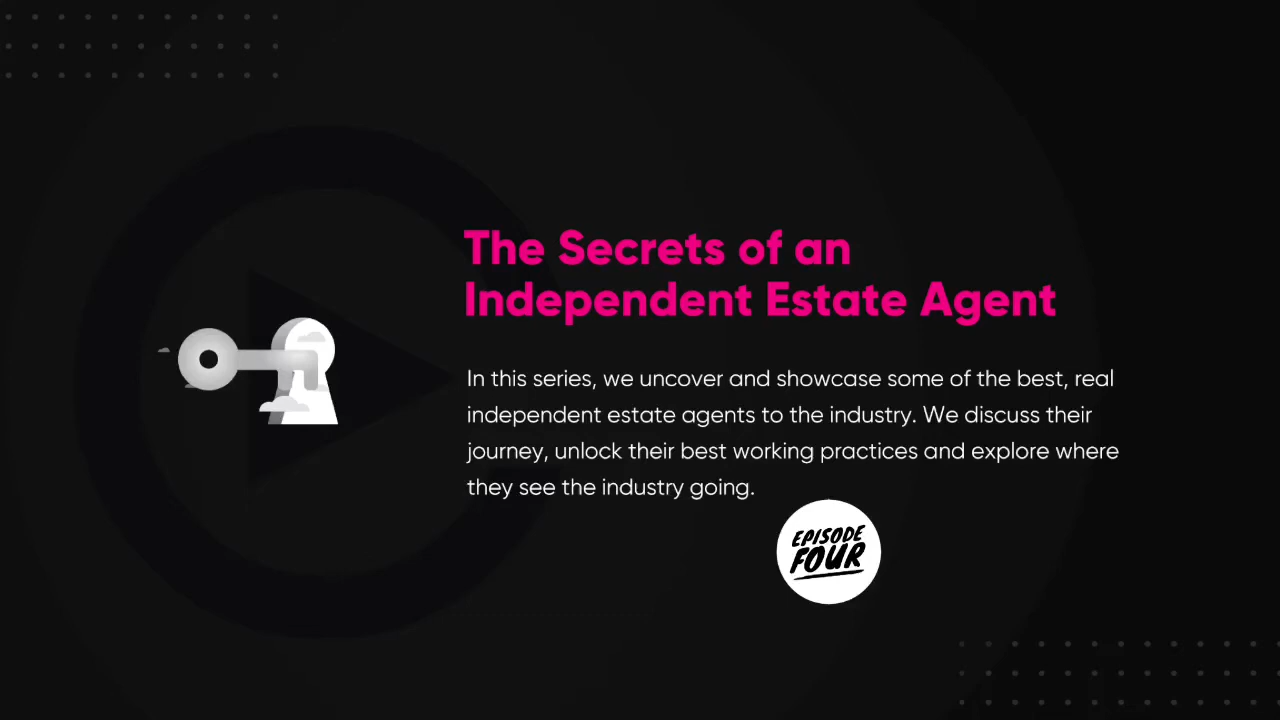 The Secrets of an
Independent Estate Agent
In this series, we uncover and showcase some of the best, real
independent estate agents to the industry. We discuss their
journey, unlock their best working practices and explore where
they see the industry going.
EPISODE
FOUR